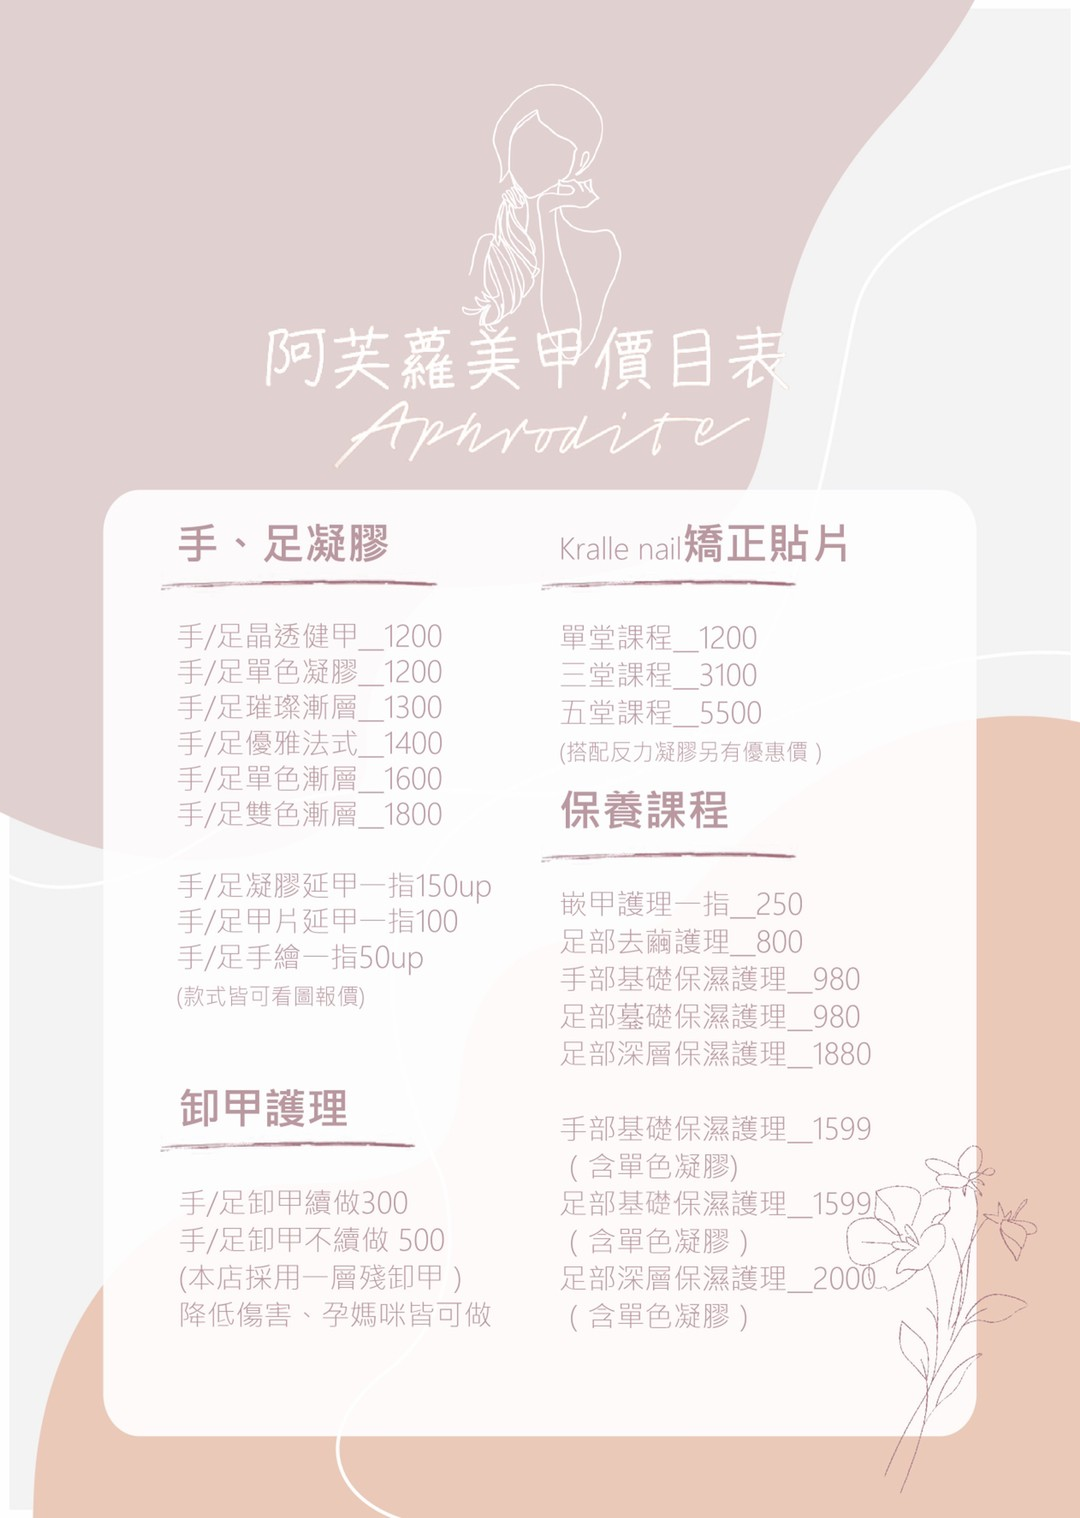 阿芙蘿美甲價目表
Aphrodite
手、足凝膠
手/足晶透健甲__1200
手/足單色凝膠__1200
手/足璀璨漸層__1300
手/足優雅法式__1400
手/足單色漸層__1600
手/足雙色漸層__1800
手/足凝膠延甲一指150up
手/足甲片延甲一指100
手/足手繪一指50up
(款式皆可看圖報價)
卸甲護理
手/足卸甲續做300
手/足卸甲不續做 500
(本店採用一層殘卸甲 )
降低傷害、孕媽咪皆可做
Kralle nail矯正貼片
單堂課程__1200
三堂課程__3100
五堂課程__5500
(搭配反力凝膠另有優惠價 )
保養課程
嵌甲護理一指__250
足部去繭護理__800
手部基礎保濕護理__980
足部基礎保濕護理__980
足部深層保濕護理__1880
手部基礎保濕護理__1599
( 含單色凝膠)
足部基礎保濕護理__1599
( 含單色凝膠 )
足部深層保濕護理__2000
( 含單色凝膠 )